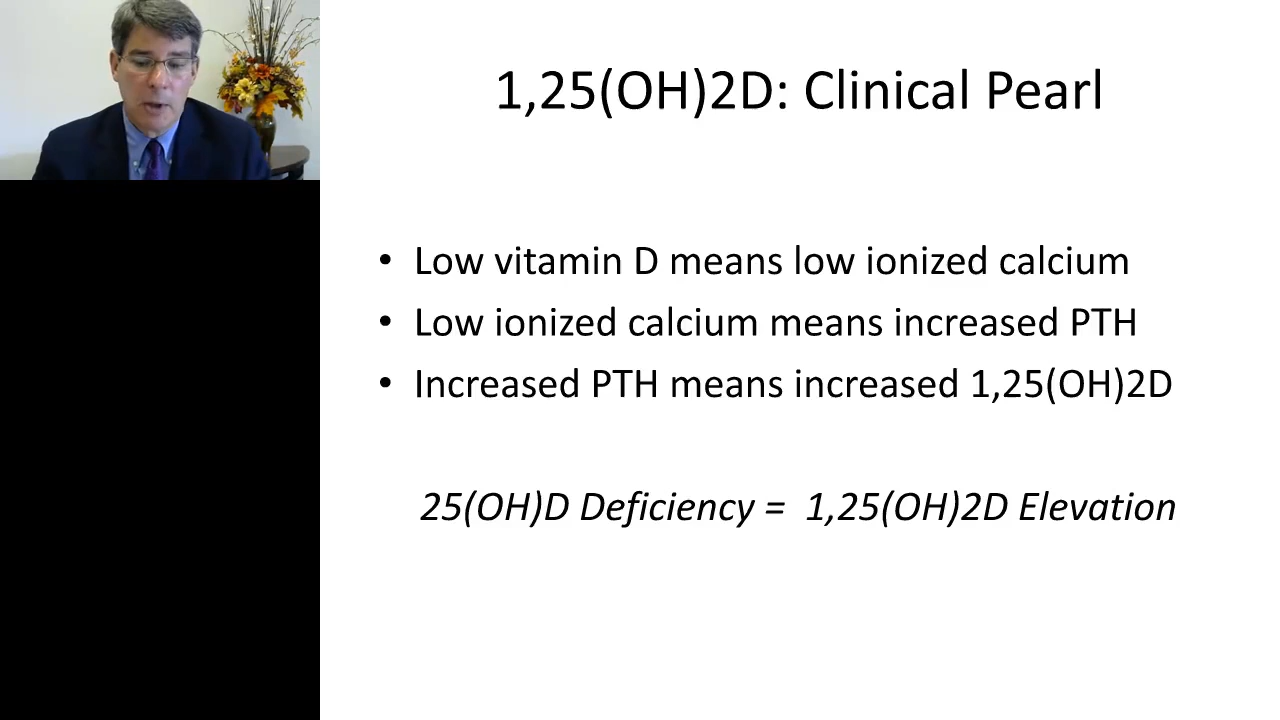 1,25(OH)2D: Clinical Pearl
• Low vitamin D means low ionized calcium
• Low ionized calcium means increased PTH
• Increased PTH means increased 1,25(OH)2D
25(OH)D Deficiency = 1,25(OH)2D Elevation